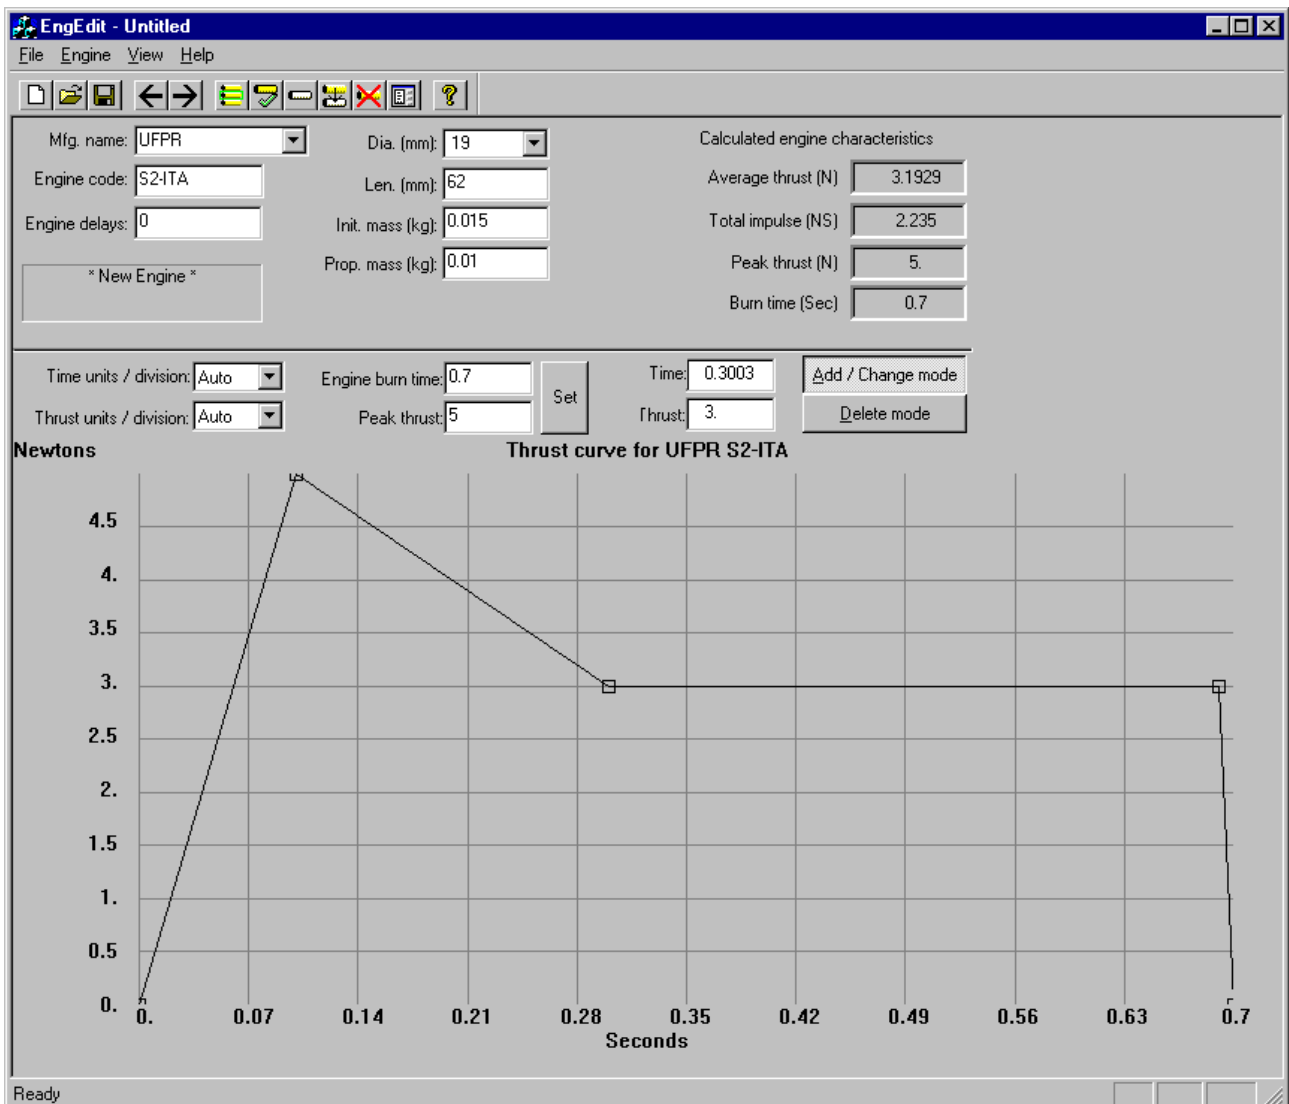 EngEdit - Untitled
File Engine View Help
Mfg. name: UFPR
Engine code: S2-ITA
Engine delays: 0
* New Engine *
Dia. (mm): 19
Len. (mm): 62
Init. mass (kg): 0.015
Prop. mass (kg): 0.01
Calculated engine characteristics
Average thrust (N) 3.1929
Total impulse (NS) 2.235
Peak thrust (N) 5.
Burn time (Sec) 0.7
Time units / division: Auto
Thrust units / division: Auto
Engine burn time: 0.7
Peak thrust: 5
Set
Time: 0.3003
Thrust: 3.
Add / Change mode
Delete mode
Newtons
Thrust curve for UFPR S2-ITA
4.5
4.
3.5
3.
2.5
2.
1.5
1.
0.5
0.
0. 0.07 0.14 0.21 0.28 0.35 0.42 0.49 0.56 0.63 0.7
Seconds
Ready